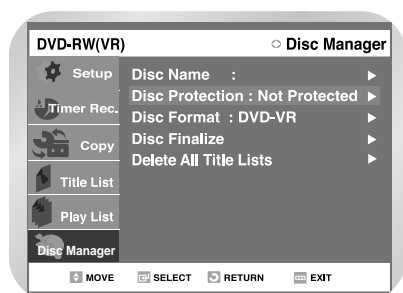 DVD-RW(VR) Disc Manager
Setup
Timer Rec.
Copy
Title List
Play List
Disc Manager
Disc Name : ►
Disc Protection : Not Protected ►
Disc Format : DVD-VR ►
Disc Finalize ►
Delete All Title Lists ►
MOVE SELECT RETURN EXIT